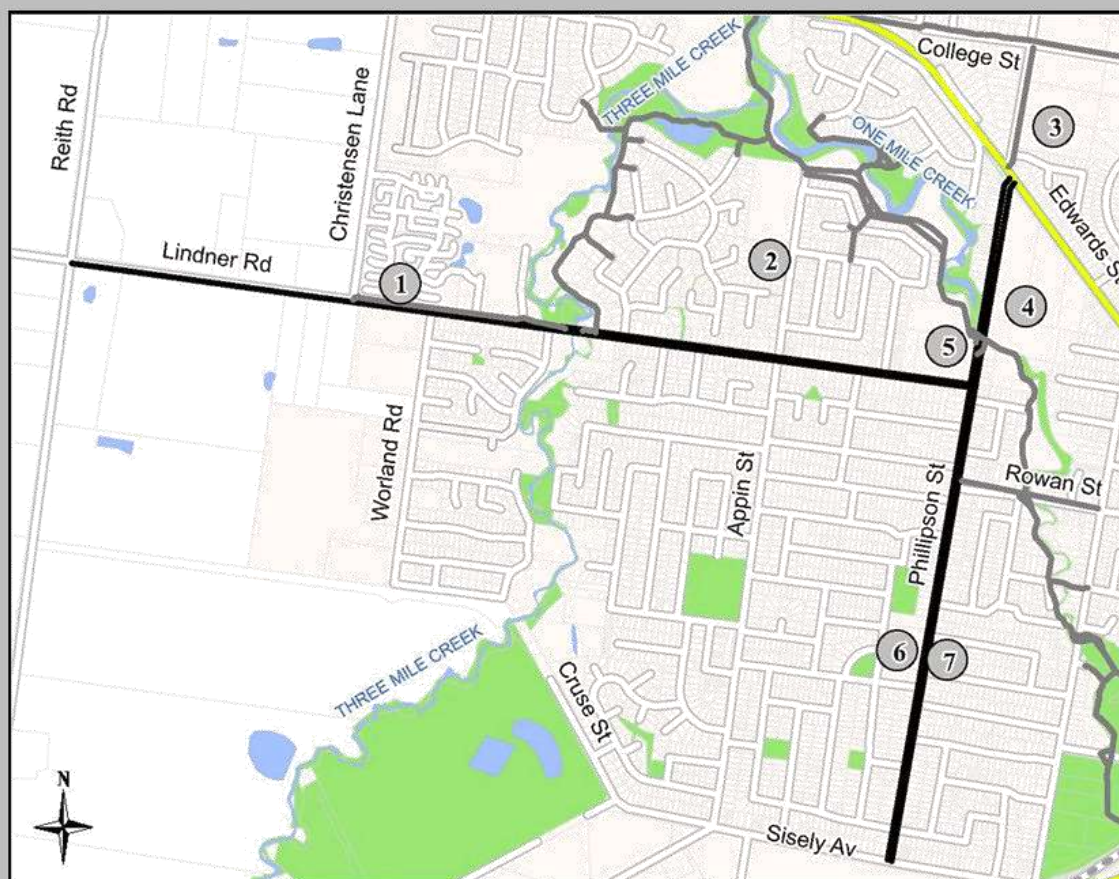 THREE MILE CREEK
College St
Reith Rd
Christensen Lane
3
ONE MILE CREEK
Edwards St
Lindner Rd
2
1
4
5
Worland Rd
Appin St
Phillipson St
Rowan St
THREE MILE CREEK
6
7
Cruse St
N
Sisely Av